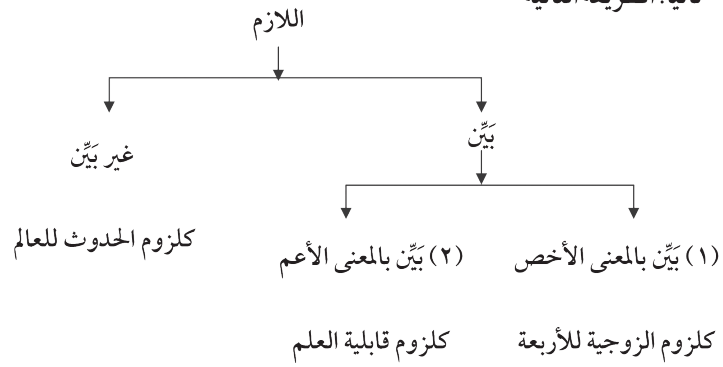 اللازم
بَيِّن
غير بَيِّن
(١) بَيِّن بالمعنى الأخص
(٢) بَيِّن بالمعنى الأعم
كلزوم الحدوث للعالم
كلزوم الزوجية للأربعة
كلزوم قابلية العلم